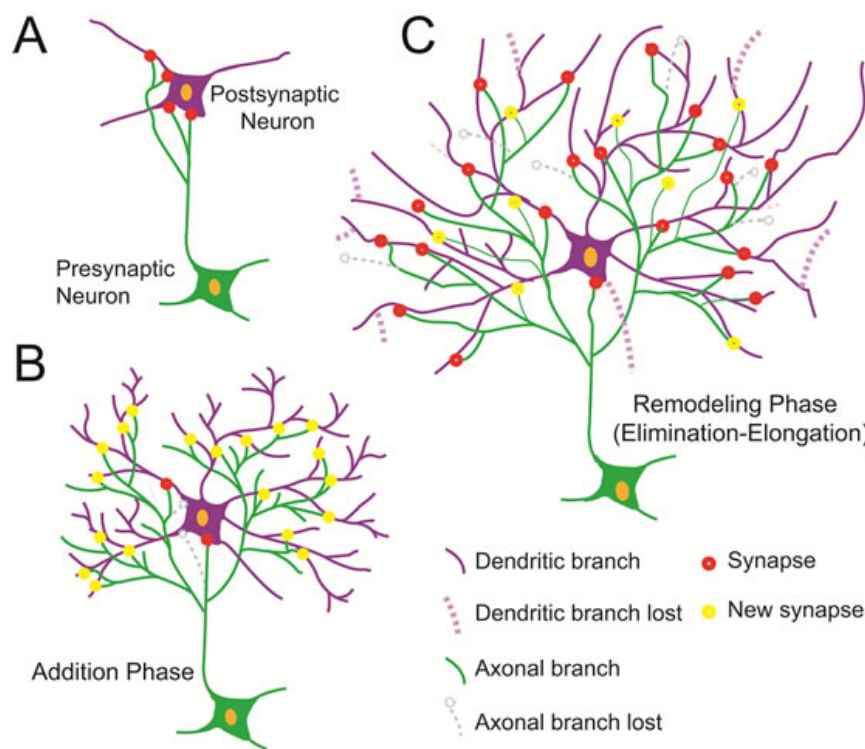 A
Postsynaptic
Neuron
Presynaptic
Neuron
B
Addition Phase
C
Remodeling Phase
(Elimination-Elongation)
Dendritic branch
Dendritic branch lost
Axonal branch
Axonal branch lost
Synapse
New synapse